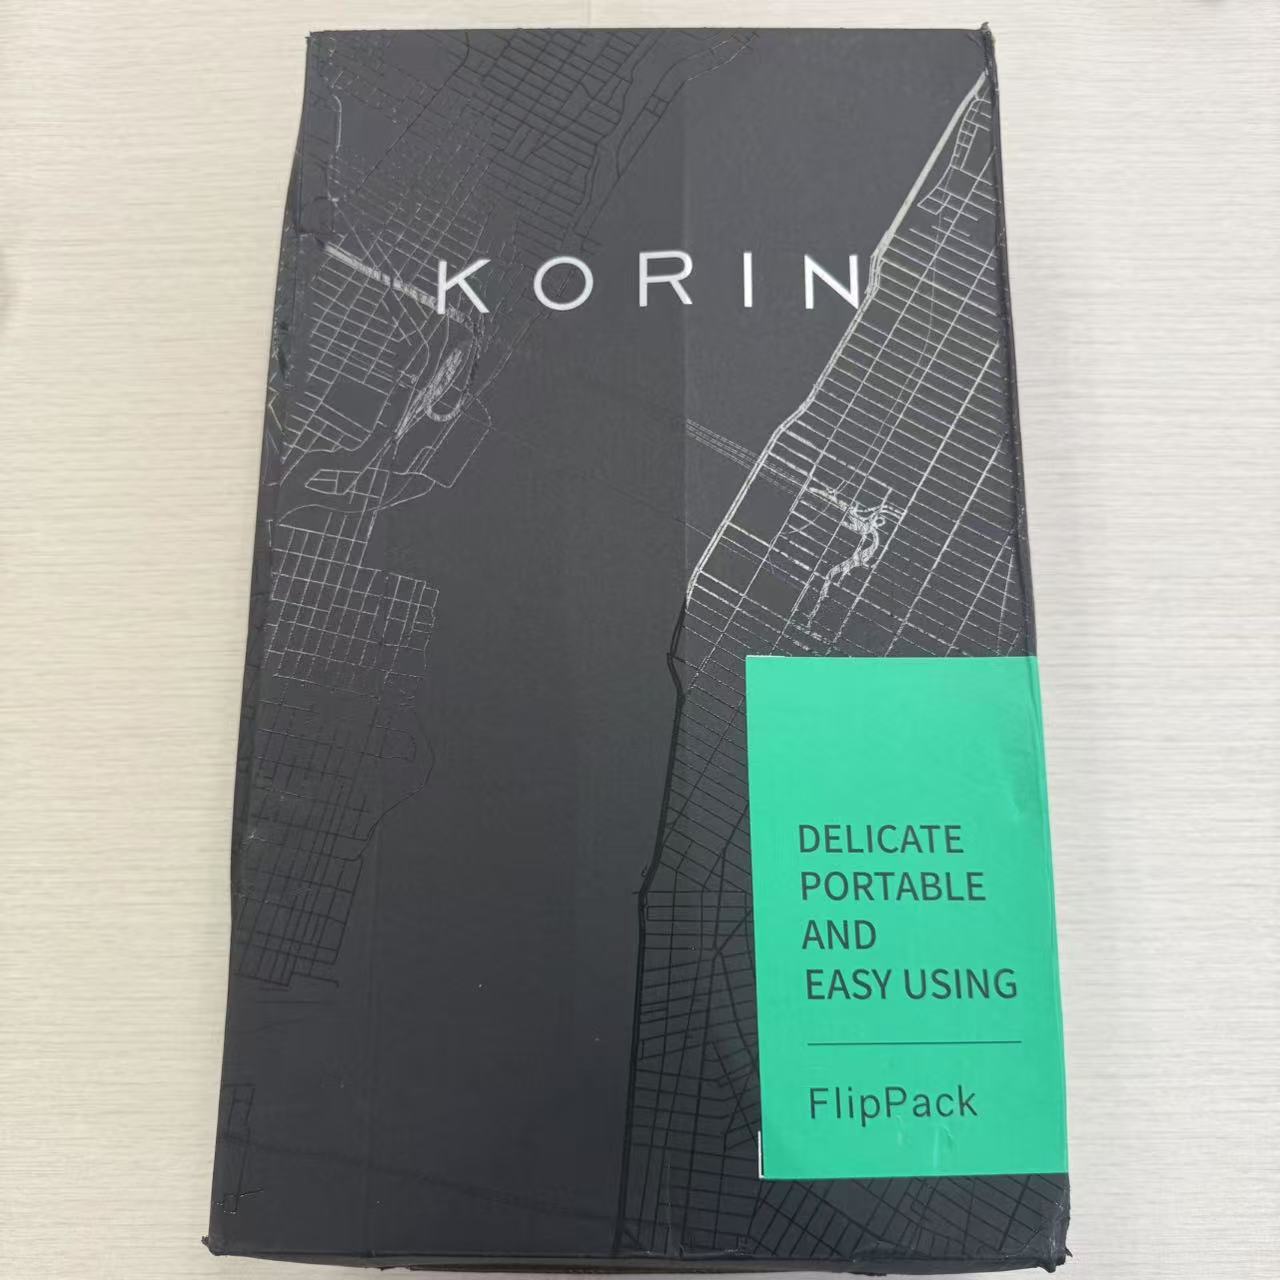 KORIN
DELICATE
PORTABLE
AND
EASY USING
FlipPack